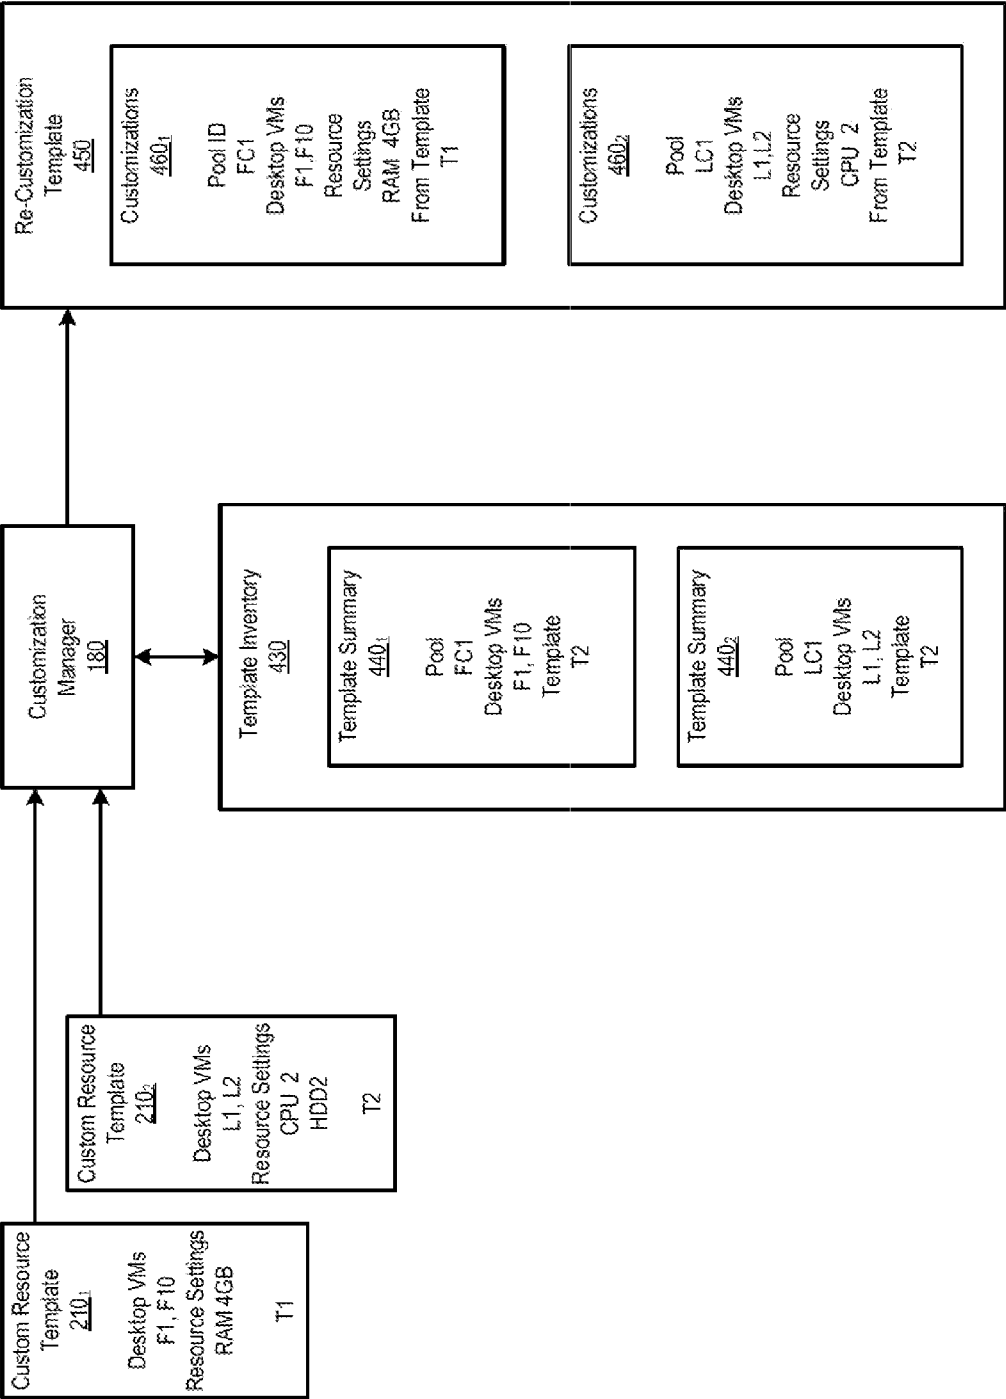 Custom Resource
Template
210₁
Desktop VMs
F1, F10
Resource Settings
RAM 4GB
T1
Custom Resource
Template
210₂
Desktop VMs
L1, L2
Resource Settings
CPU 2
HDD2
T2
Customization
Manager
180
Template Inventory
430
Template Summary
440₁
Pool
FC1
Desktop VMs
F1, F10
Template
T2
Template Summary
440₂
Pool
LC1
Desktop VMs
L1, L2
Template
T2
Re-Customization
Template
450
Customizations
460₁
Pool ID
FC1
Desktop VMs
F1,F10
Resource
Settings
RAM 4GB
From Template
T1
Customizations
460₂
Pool
LC1
Desktop VMs
L1,L2
Resource
Settings
CPU 2
From Template
T2